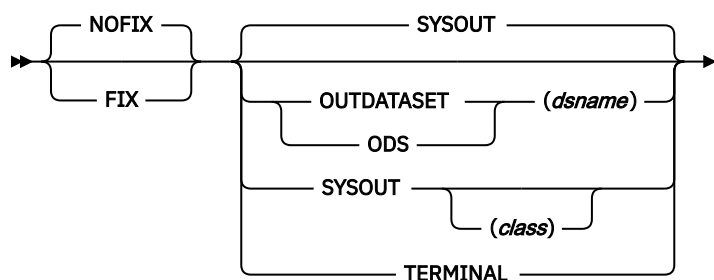 NOFIX SYSOUT
FIX OUTDATASET (dsname)
ODS
SYSOUT
(class)
TERMINAL